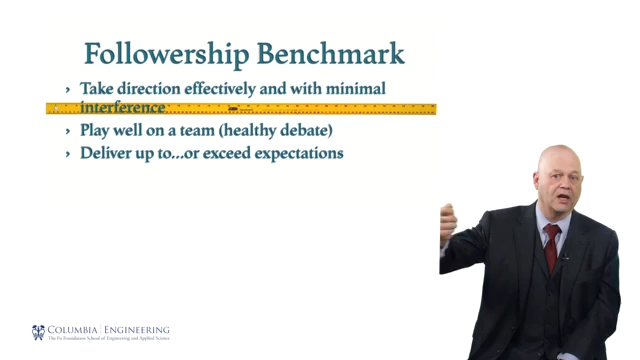 Followership Benchmark
› Take direction effectively and with minimal
interference
› Play well on a team (healthy debate)
› Deliver up to...or exceed expectations
COLUMBIA | ENGINEERING
The Fu Foundation School of Engineering and Applied Science